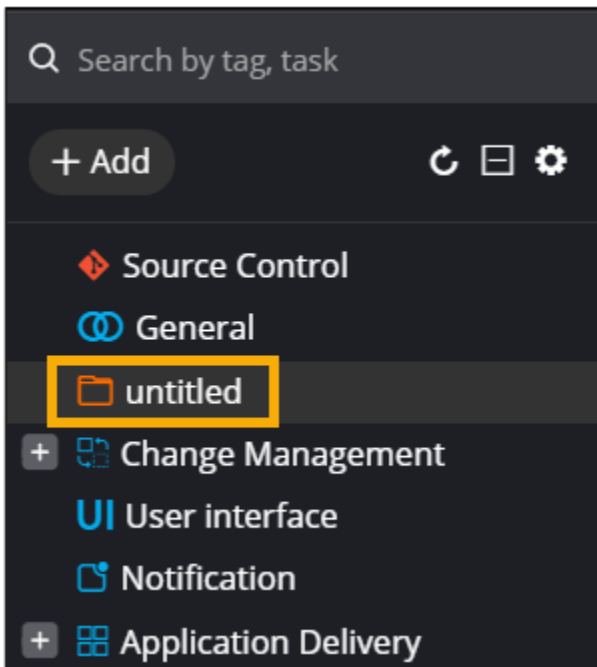 Search by tag, task
+ Add
Source Control
General
untitled
Change Management
UI User interface
Notification
Application Delivery